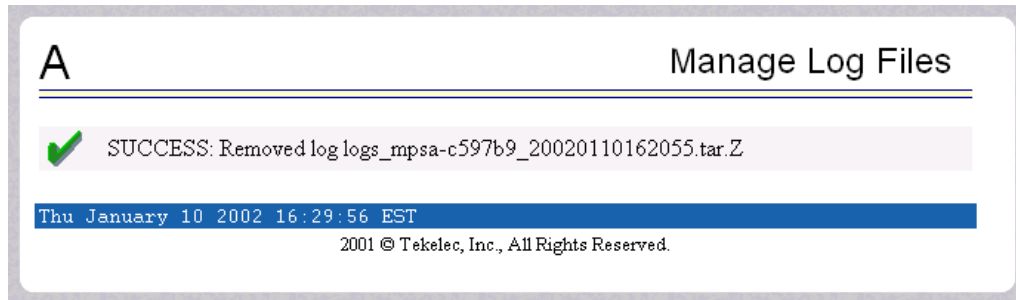 A
Manage Log Files
SUCCESS: Removed log logs_mpsa-c597b9_20020110162055.tar.Z
Thu January 10 2002 16:29:56 EST
2001 © Tekelec, Inc., All Rights Reserved.